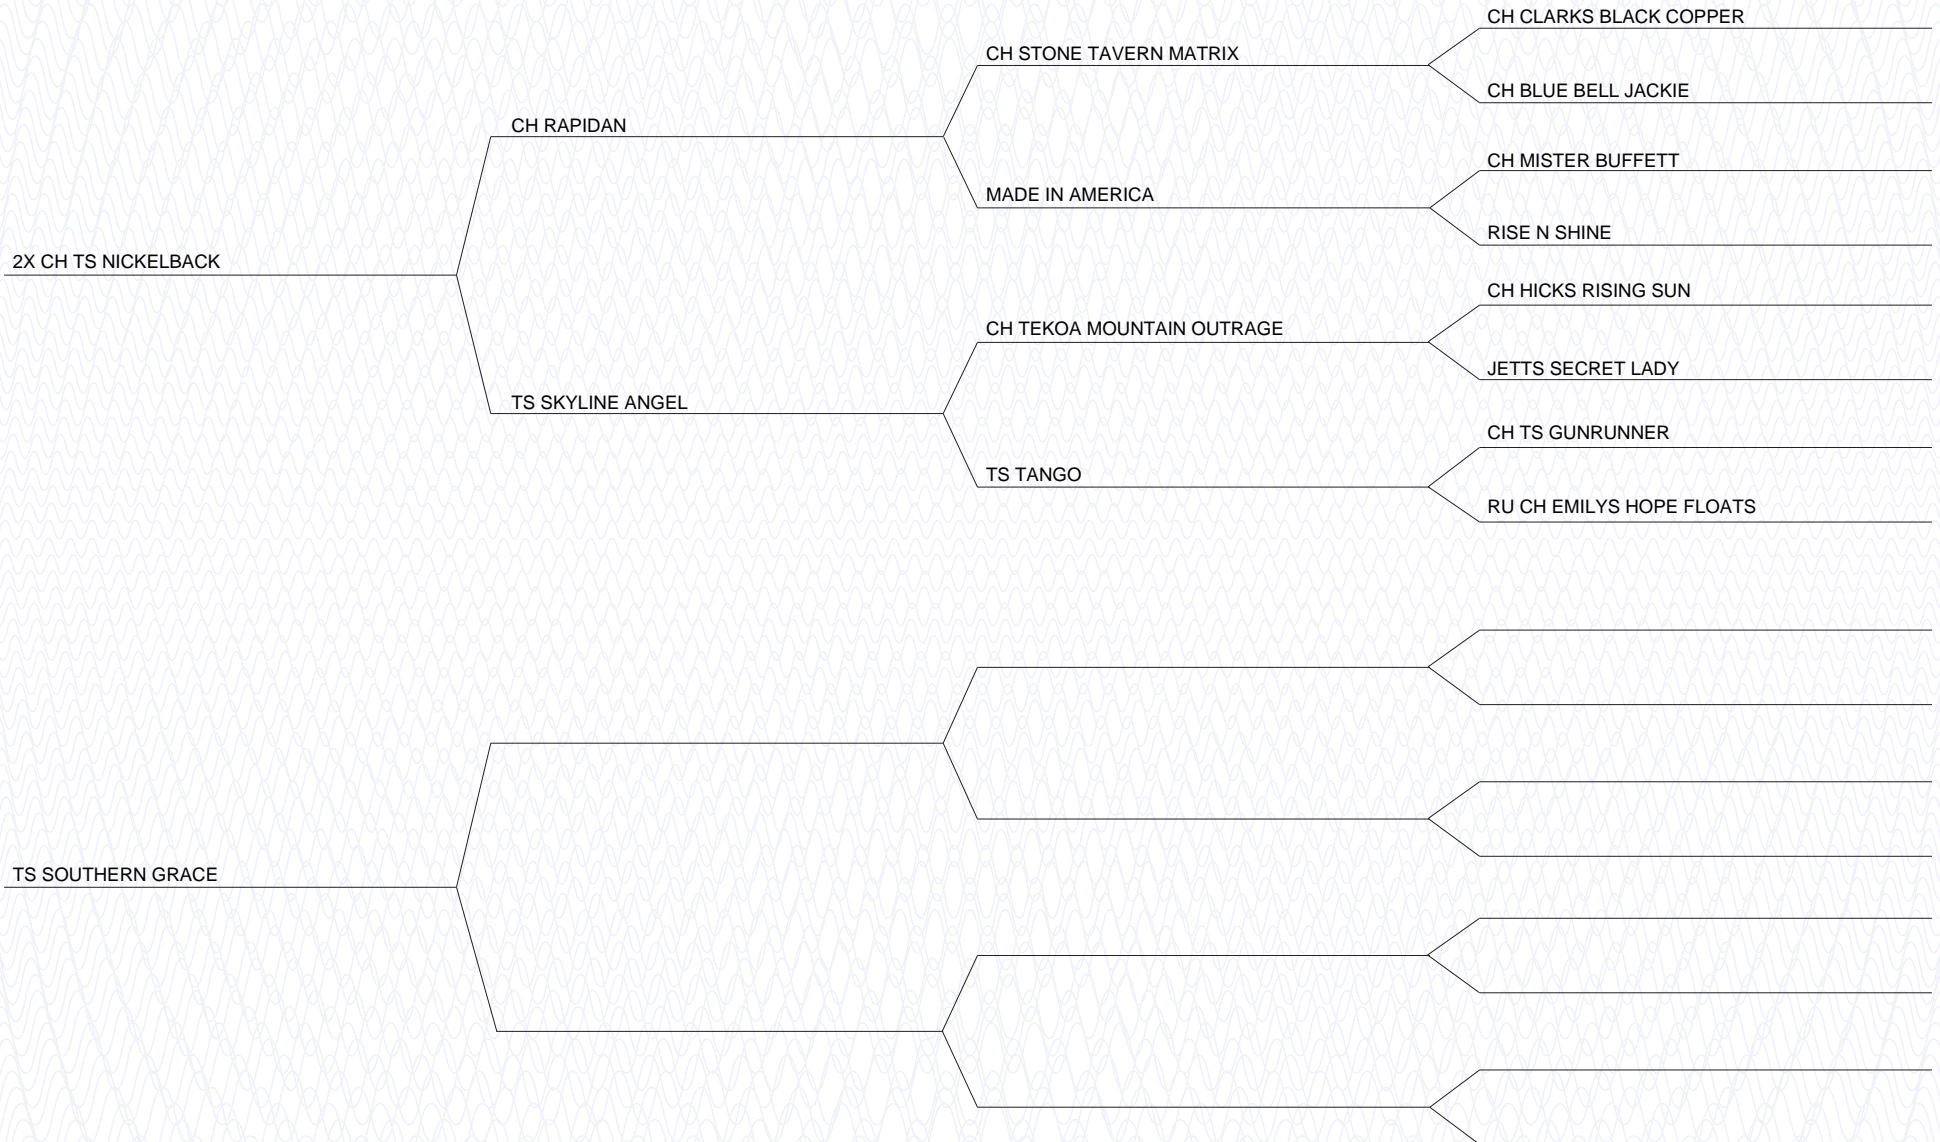 CH CLARKS BLACK COPPER
CH STONE TAVERN MATRIX
CH BLUE BELL JACKIE
CH RAPIDAN
CH MISTER BUFFETT
MADE IN AMERICA
RISE N SHINE
2X CH TS NICKELBACK
CH HICKS RISING SUN
CH TEKOA MOUNTAIN OUTRAGE
JETTS SECRET LADY
TS SKYLINE ANGEL
CH TS GUNRUNNER
TS TANGO
RU CH EMILYS HOPE FLOATS
TS SOUTHERN GRACE